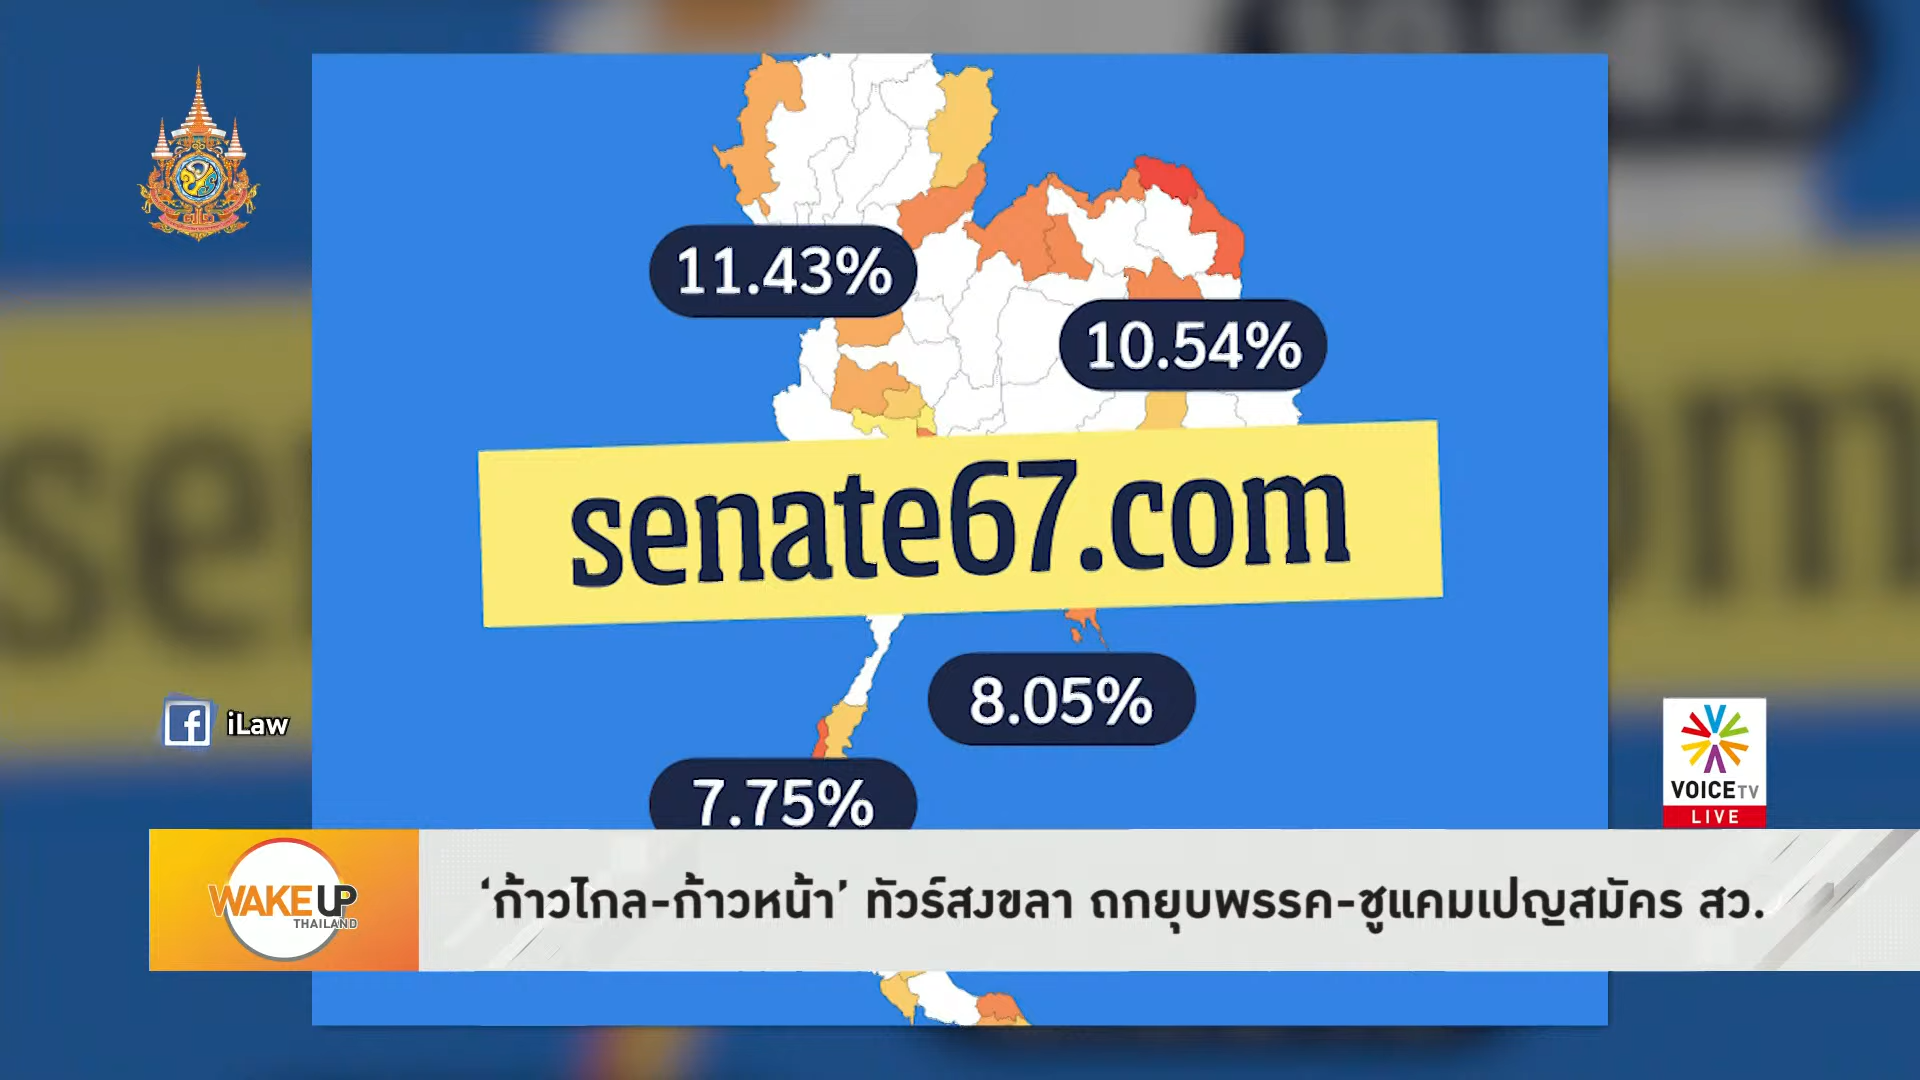 11.43%
10.54%
senate67.com
8.05%
iLaw
7.75%
VOICE TV
LIVE
WAKE UP
THAILAND
‘ก้าวไกล-ก้าวหน้า’ ทัวร์สงขลา ถกยุบพรรค-ชูแคมเปญสมัคร สว.